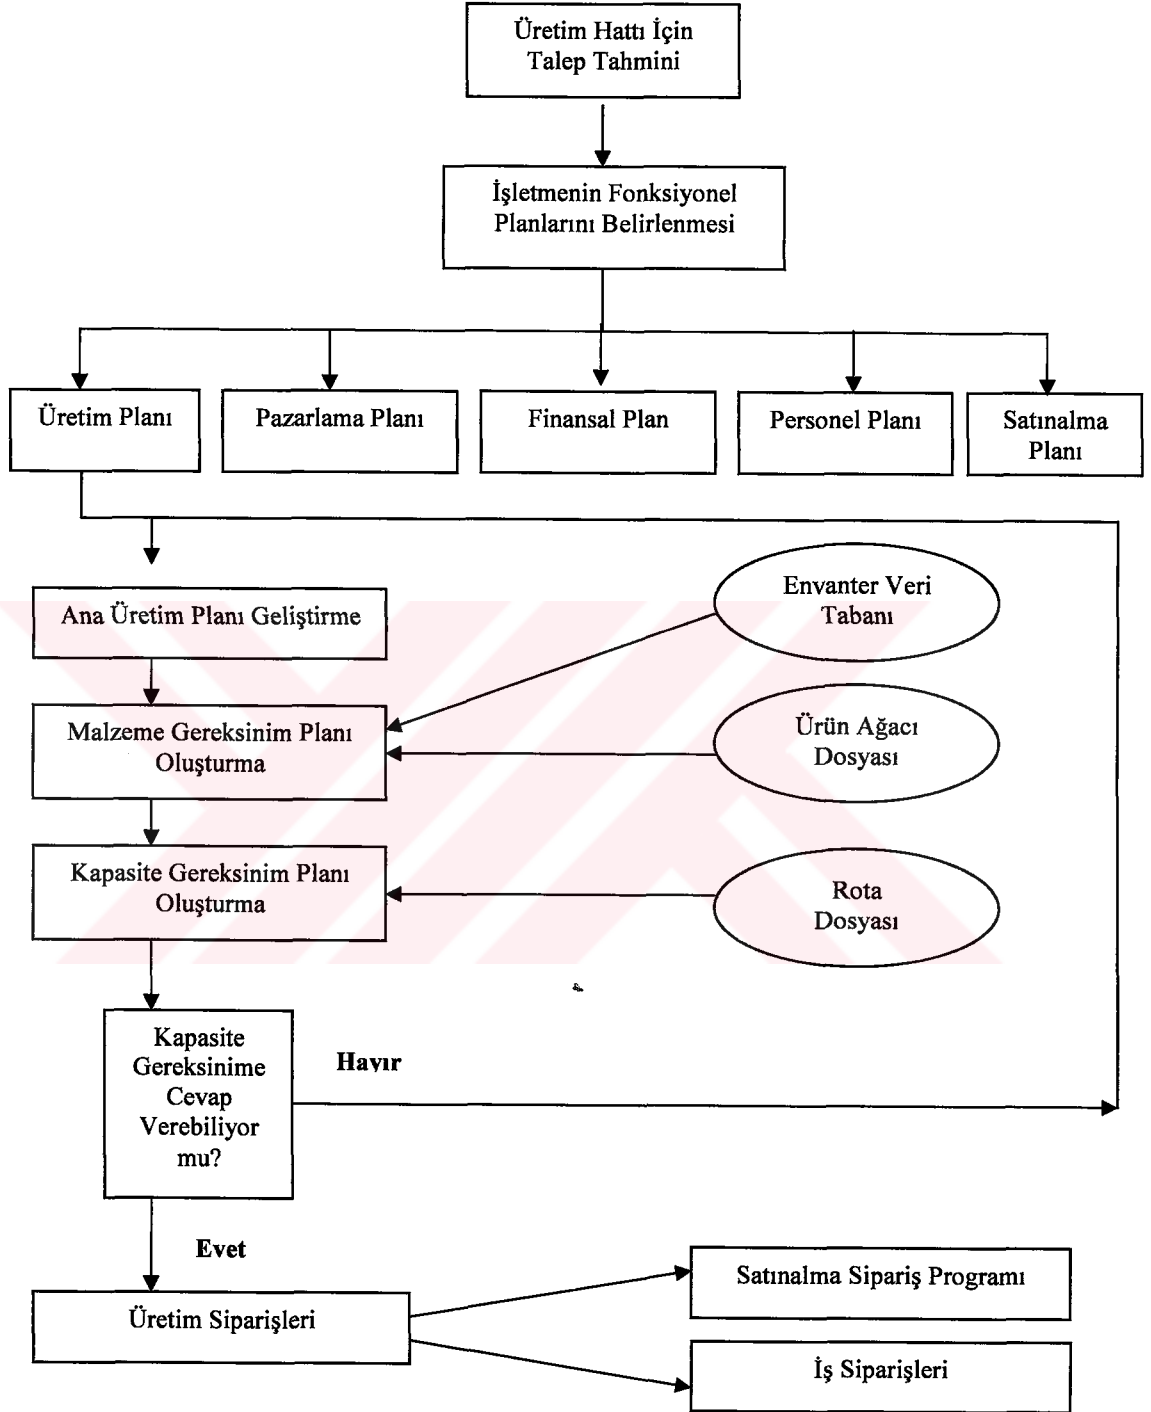 Üretim Hattı İçin
Talep Tahmini
İşletmenin Fonksiyonel
Planlarını Belirlenmesi
Üretim Planı
Pazarlama Planı
Finansal Plan
Personel Planı
Satınalma
Planı
Ana Üretim Planı Geliştirme
Envanter Veri
Tabanı
Malzeme Gereksinim Planı
Oluşturma
Ürün Ağacı
Dosyası
Kapasite Gereksinim Planı
Oluşturma
Rota
Dosyası
Kapasite
Gereksinime
Cevap
Verebiliyor
mu?
Hayır
Evet
Üretim Siparişleri
Satınalma Sipariş Programı
İş Siparişleri